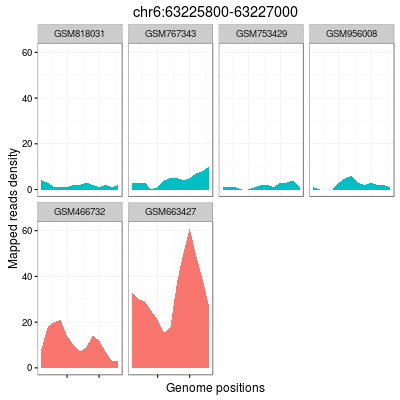 chr6:63225800-63227000
GSM818031 GSM767343 GSM753429 GSM956008
60
40
20
0
GSM466732 GSM663427
60
40
20
0
Mapped reads density
Genome positions